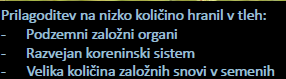 Prilagoditev na nizko količino hranil v tleh:
- Podzemni založni organi
- Razvejan koreninski sistem
- Velika količina založnih snovi v semenih